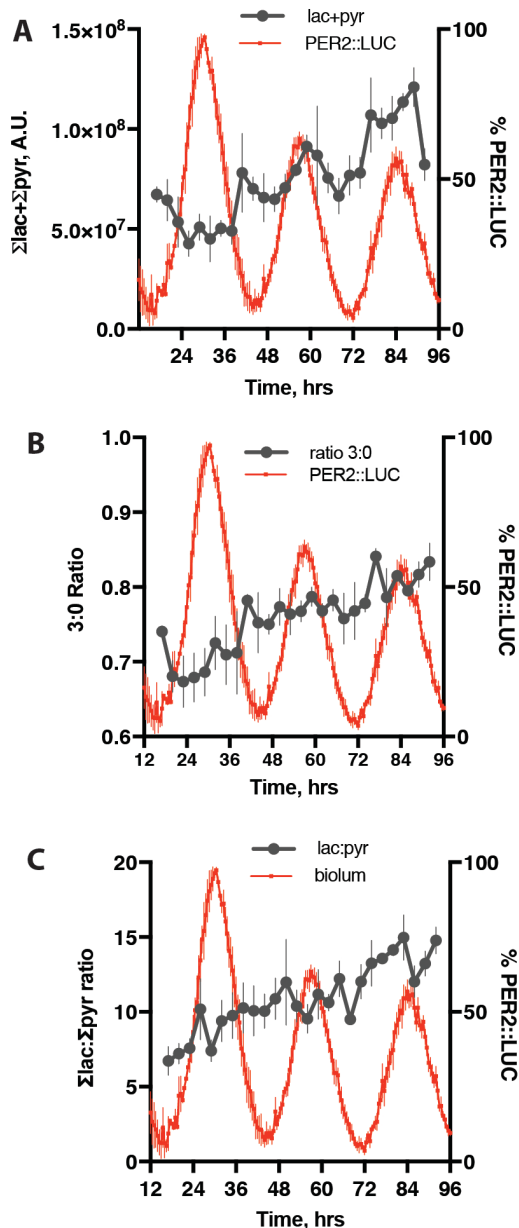 A
lac+pyr
PER2::LUC
1.5×10⁸
1.0×10⁸
5.0×10⁷
0.0
Σlac+Σpyr, A.U.
100
50
0
% PER2::LUC
24 36 48 60 72 84 96
Time, hrs
B
ratio 3:0
PER2::LUC
1.0
0.9
0.8
0.7
0.6
3:0 Ratio
100
50
0
% PER2::LUC
12 24 36 48 60 72 84 96
Time, hrs
C
lac:pyr
biolum
20
15
10
5
0
Σlac:Σpyr ratio
100
50
0
% PER2::LUC
12 24 36 48 60 72 84 96
Time, hrs